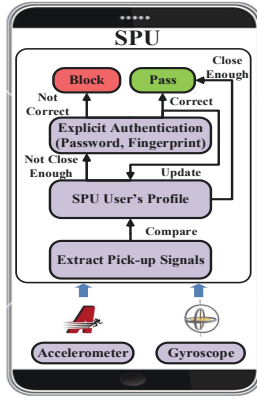 SPU
Close
Enough
Block
Pass
Not
Correct
Correct
Explicit Authentication
(Password, Fingerprint)
Not Close
Enough
Update
SPU User's Profile
Compare
Extract Pick-up Signals
Accelerometer
Gyroscope